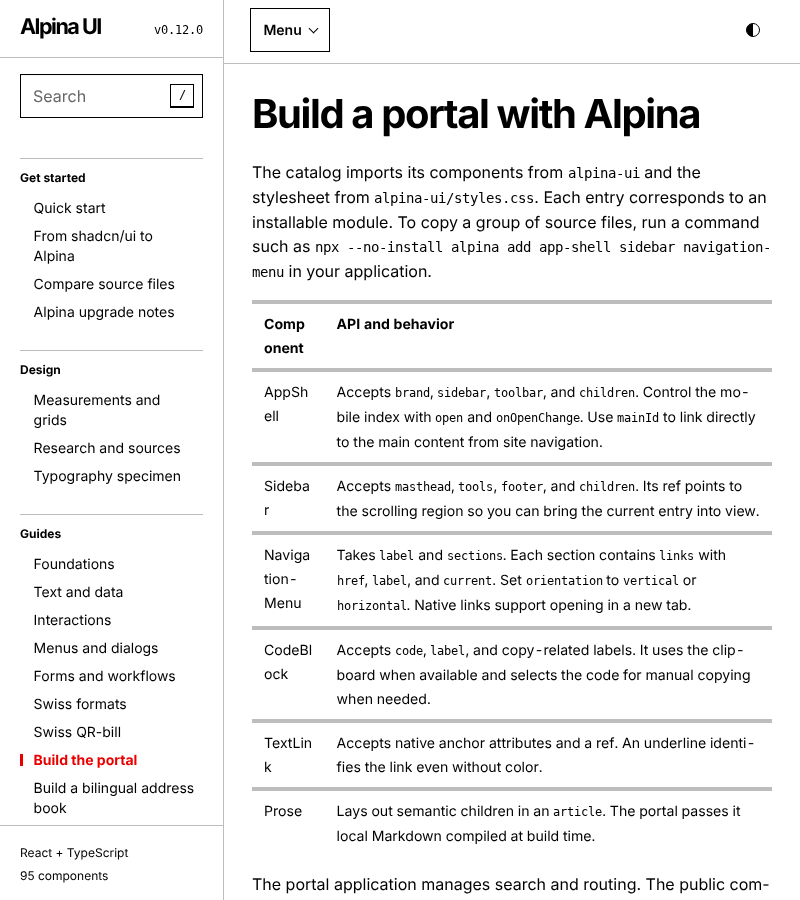 Alpina UI
v0.12.0
Search
/
Get started
Quick start
From shadcn/ui to
Alpina
Compare source files
Alpina upgrade notes
Design
Measurements and
grids
Research and sources
Typography specimen
Guides
Foundations
Text and data
Interactions
Menus and dialogs
Forms and workflows
Swiss formats
Swiss QR-bill
Build the portal
Build a bilingual address
book
React + TypeScript
95 components
Menu
Build a portal with Alpina
The catalog imports its components from alpina-ui and the
stylesheet from alpina-ui/styles.css. Each entry corresponds to an
installable module. To copy a group of source files, run a command
such as npx --no-install alpina add app-shell sidebar navigation-
menu in your application.
Comp
onent
API and behavior
AppSh
ell
Accepts brand, sidebar, toolbar, and children. Control the mo-
bile index with open and onOpenChange. Use mainId to link directly
to the main content from site navigation.
Sideba
r
Accepts masthead, tools, footer, and children. Its ref points to
the scrolling region so you can bring the current entry into view.
Naviga
tion-
Menu
Takes label and sections. Each section contains links with
href, label, and current. Set orientation to vertical or
horizontal. Native links support opening in a new tab.
CodeBl
ock
Accepts code, label, and copy-related labels. It uses the clip-
board when available and selects the code for manual copying
when needed.
TextLin
k
Accepts native anchor attributes and a ref. An underline identi-
fies the link even without color.
Prose
Lays out semantic children in an article. The portal passes it
local Markdown compiled at build time.
The portal application manages search and routing. The public com-